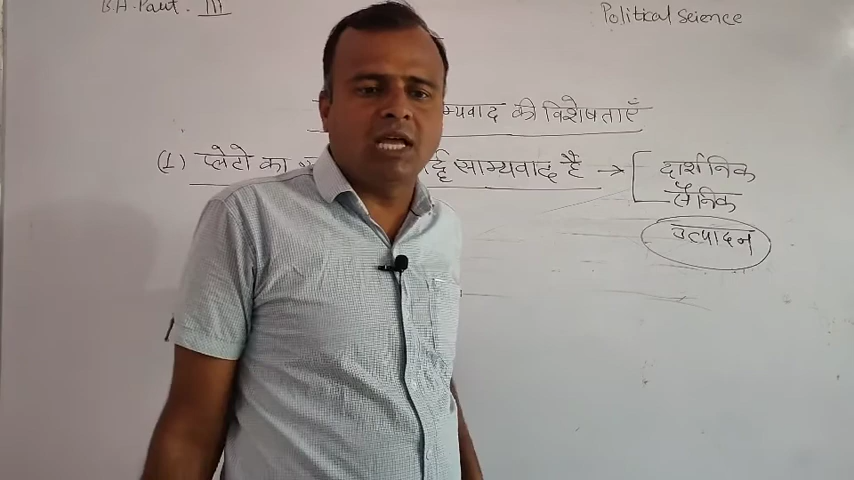 B.A. Part. III
Political Science
म्यवाद की विशेषताएँ
(1) प्लेटो का साम्यवाद है → [ दार्शनिक
सैनिक
उत्पादन